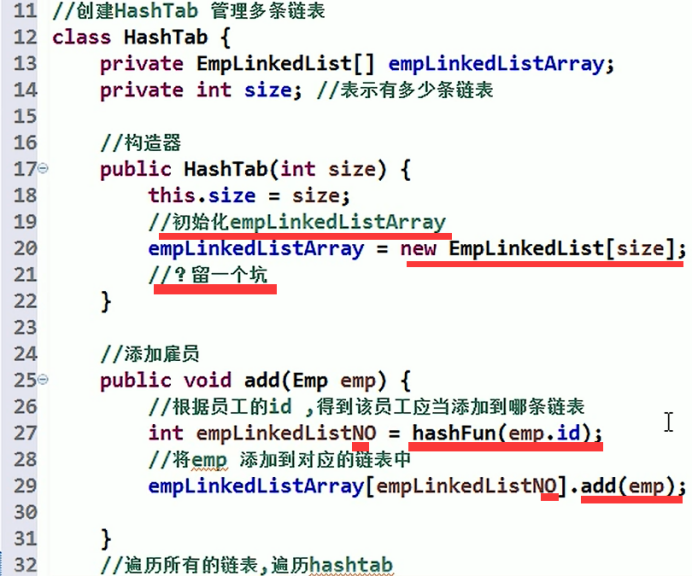 11 //创建HashTab 管理多条链表
12 class HashTab {
13 private EmpLinkedList[] empLinkedListArray;
14 private int size; //表示有多少条链表
15
16 //构造器
17 public HashTab(int size) {
18 this.size = size;
19 //初始化empLinkedListArray
20 empLinkedListArray = new EmpLinkedList[size];
21 //？留一个坑
22 }
23
24 //添加雇员
25 public void add(Emp emp) {
26 //根据员工的id ,得到该员工应当添加到哪条链表
27 int empLinkedListNO = hashFun(emp.id);
28 //将emp 添加到对应的链表中
29 empLinkedListArray[empLinkedListNO].add(emp);
30
31 }
32 //遍历所有的链表,遍历hashtab